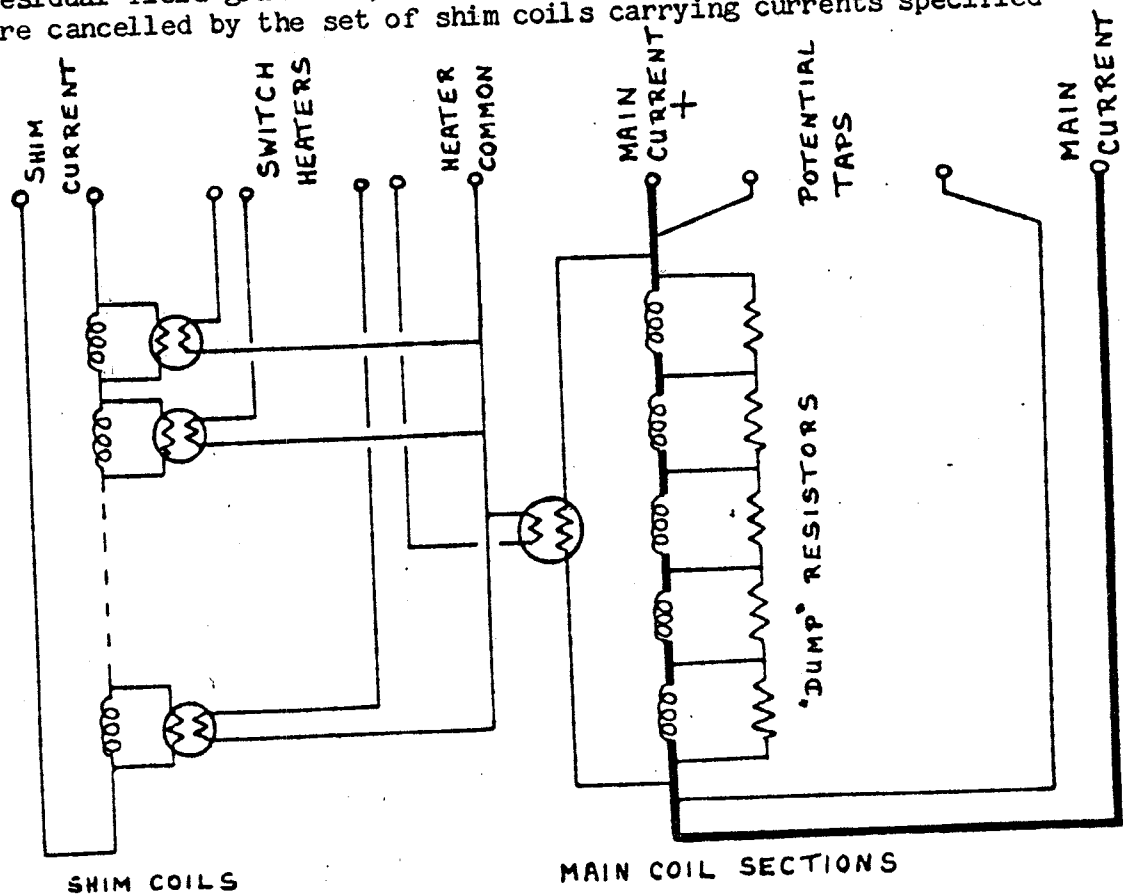 re cancelled by the set of shim coils carrying currents specified
SHIM
CURRENT
SWITCH
HEATERS
HEATER
COMMON
MAIN
CURRENT
+
POTENTIAL
TAPS
MAIN
CURRENT
"DUMP" RESISTORS
SHIM COILS
MAIN COIL SECTIONS